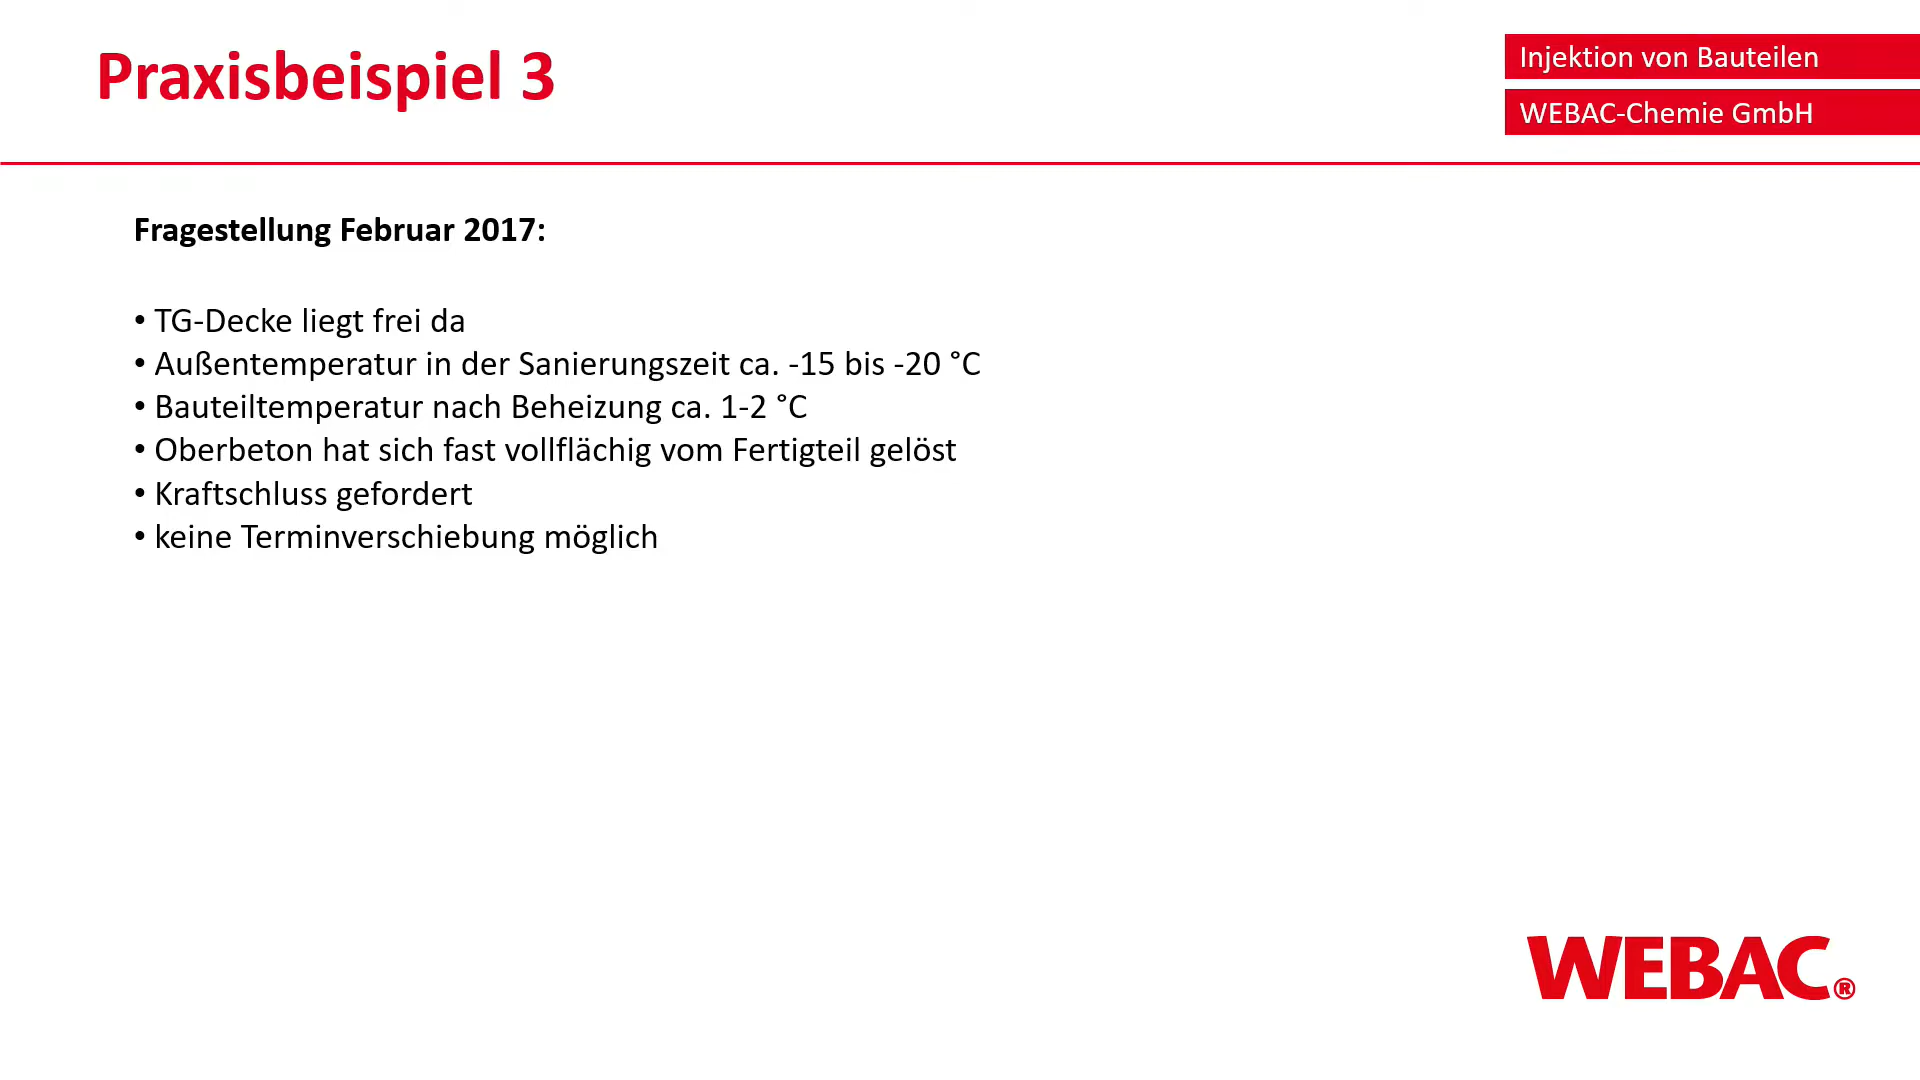 Praxisbeispiel 3
Injektion von Bauteilen
WEBAC-Chemie GmbH
Fragestellung Februar 2017:
• TG-Decke liegt frei da
• Außentemperatur in der Sanierungszeit ca. -15 bis -20 °C
• Bauteiltemperatur nach Beheizung ca. 1-2 °C
• Oberbeton hat sich fast vollflächig vom Fertigteil gelöst
• Kraftschluss gefordert
• keine Terminverschiebung möglich
WEBAC®